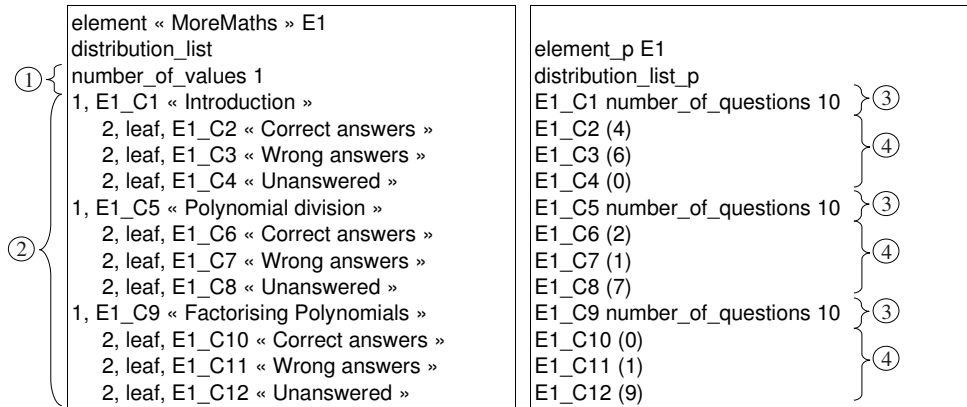 element « MoreMaths » E1
distribution_list
① number_of_values 1
1, E1_C1 « Introduction »
2, leaf, E1_C2 « Correct answers »
2, leaf, E1_C3 « Wrong answers »
2, leaf, E1_C4 « Unanswered »
1, E1_C5 « Polynomial division »
② 2, leaf, E1_C6 « Correct answers »
2, leaf, E1_C7 « Wrong answers »
2, leaf, E1_C8 « Unanswered »
1, E1_C9 « Factorising Polynomials »
2, leaf, E1_C10 « Correct answers »
2, leaf, E1_C11 « Wrong answers »
2, leaf, E1_C12 « Unanswered »
element_p E1
distribution_list_p
E1_C1 number_of_questions 10 ③
E1_C2 (4)
E1_C3 (6) ④
E1_C4 (0)
E1_C5 number_of_questions 10 ③
E1_C6 (2)
E1_C7 (1) ④
E1_C8 (7)
E1_C9 number_of_questions 10 ③
E1_C10 (0)
E1_C11 (1) ④
E1_C12 (9)